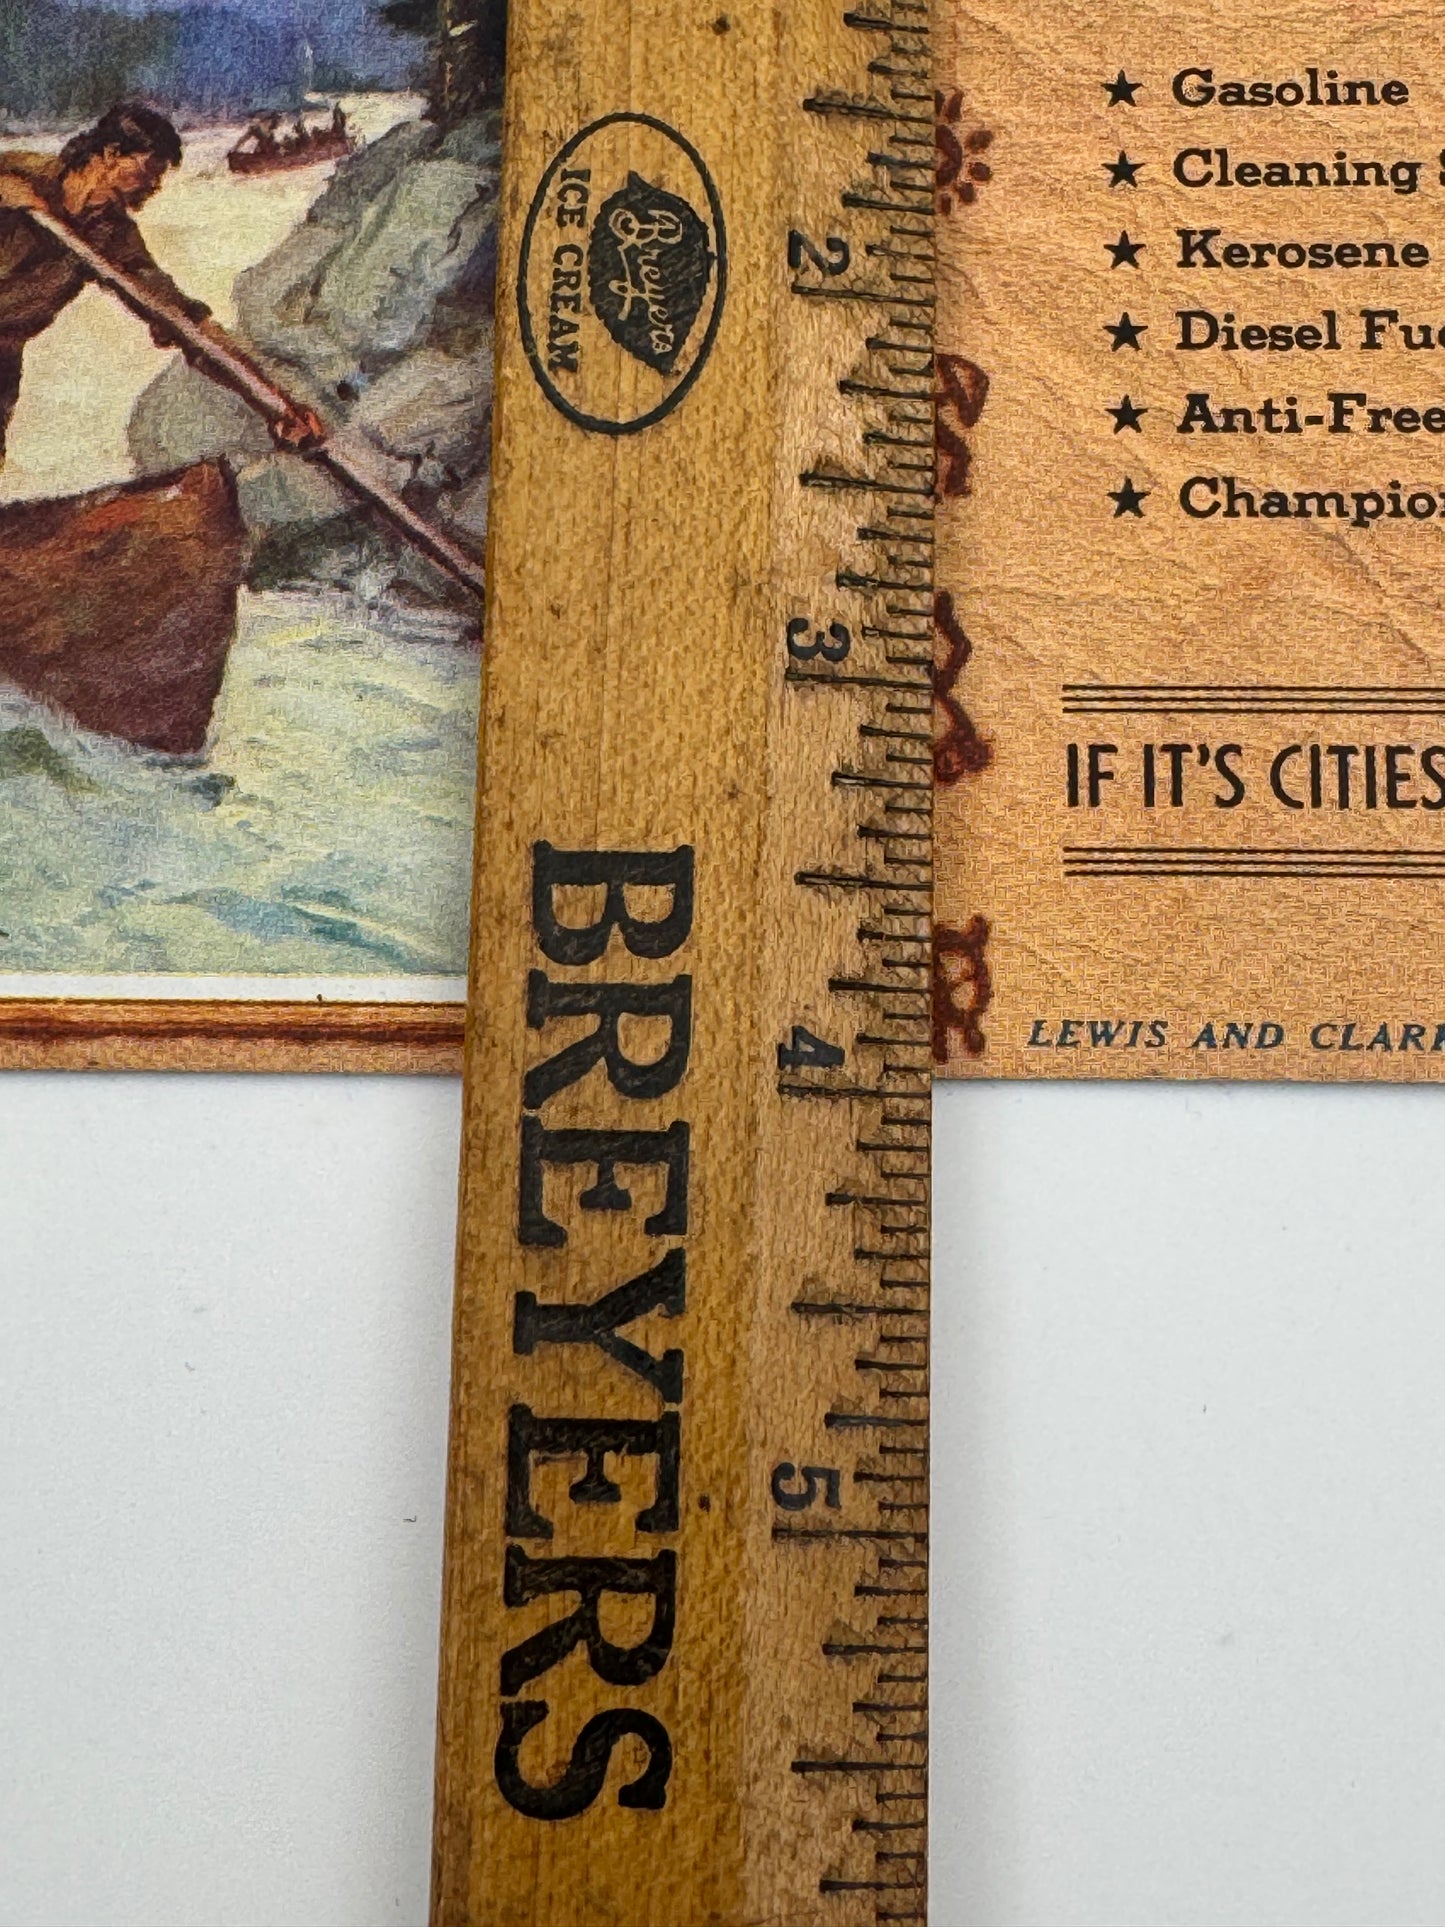 Breyers
ICE CREAM
BREYERS
2
3
4
5
★ Gasoline
★ Cleaning
★ Kerosene
★ Diesel Fu
★ Anti-Free
★ Champion
IF IT'S CITIES
LEWIS AND CLARK